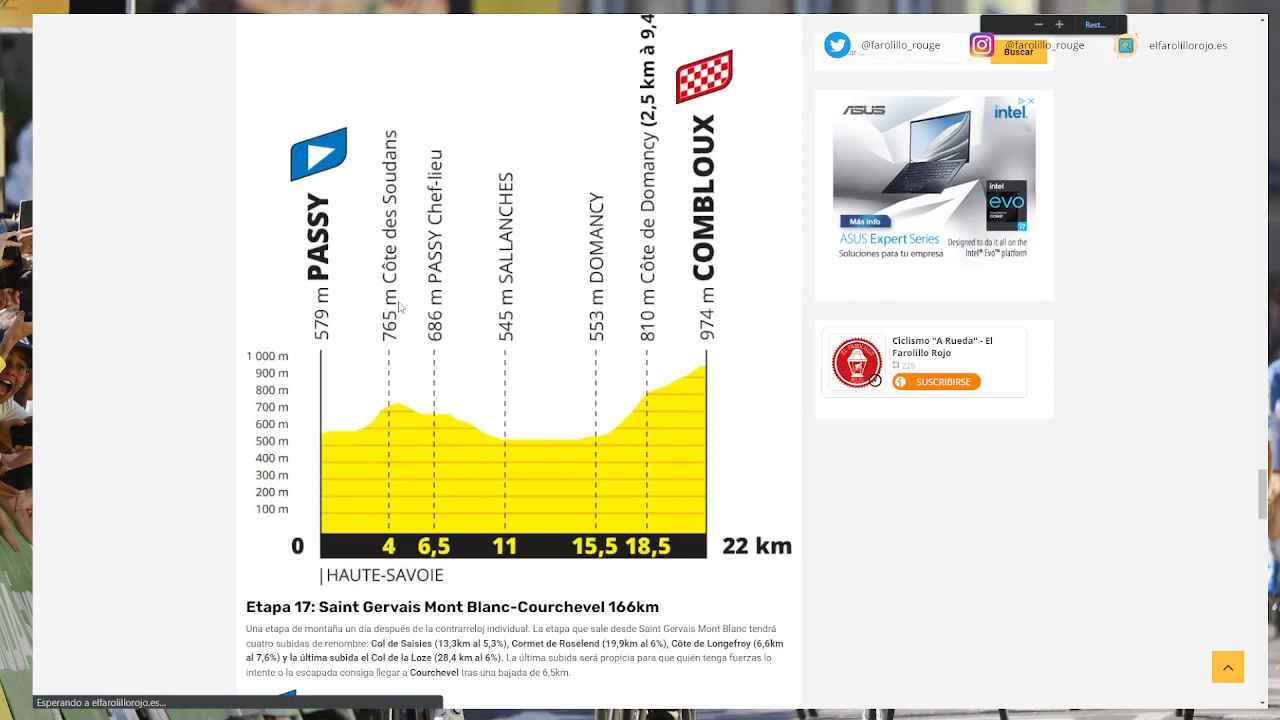 Rest...
@farolillo_rouge
@farolillo_rouge
elfarolillorojo.es
Buscar
(2,5 km à 9,4
579 m PASSY
765 m Côte des Soudans
686 m PASSY Chef-lieu
545 m SALLANCHES
553 m DOMANCY
810 m Côte de Domancy
974 m COMBLOUX
1 000 m
900 m
800 m
700 m
600 m
500 m
400 m
300 m
200 m
100 m
0
4
6,5
11
15,5
18,5
22 km
HAUTE-SAVOIE
ASUS
intel.
intel
evo
Más info
ASUS Expert Series
Soluciones para tu empresa
Designed to do it all on the
Intel® Evo™ platform
Ciclismo "A Rueda" - El
Farolillo Rojo
226
SUSCRIBIRSE
Etapa 17: Saint Gervais Mont Blanc-Courchevel 166km
Una etapa de montaña un día después de la contrarreloj individual. La etapa que sale desde Saint Gervais Mont Blanc tendrá
cuatro subidas de renombre: Col de Saisies (13,3km al 5,3%), Cormet de Roselend (19,9km al 6%), Côte de Longefroy (6,6km
al 7,6%) y la última subida el Col de la Loze (28,4 km al 6%). La última subida será propicia para que quién tenga fuerzas lo
intente o la escapada consiga llegar a Courchevel tras una bajada de 6,5km.
Esperando a elfarolillorojo.es...